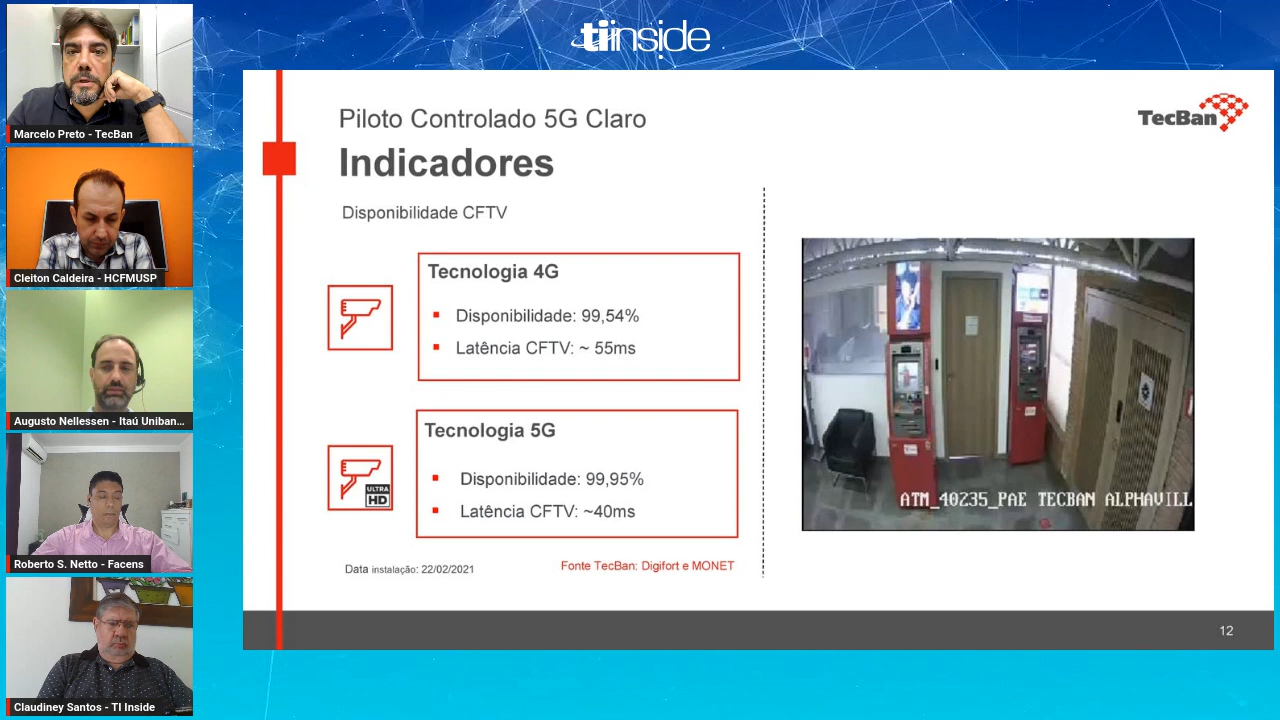 tiinside
Marcelo Preto - TecBan
Cleiton Caldeira - HCFMUSP
Augusto Nellessen - Itaú Uniban...
Roberto S. Netto - Facens
Claudiney Santos - TI Inside
Piloto Controlado 5G Claro
TecBan
Indicadores
Disponibilidade CFTV
Tecnologia 4G
Disponibilidade: 99,54%
Latência CFTV: ~ 55ms
Tecnologia 5G
Disponibilidade: 99,95%
Latência CFTV: ~40ms
ULTRA
HD
Data instalação: 22/02/2021
Fonte TecBan: Digifort e MONET
ATM_40235_PAE TECBAN ALPHAVILL
12